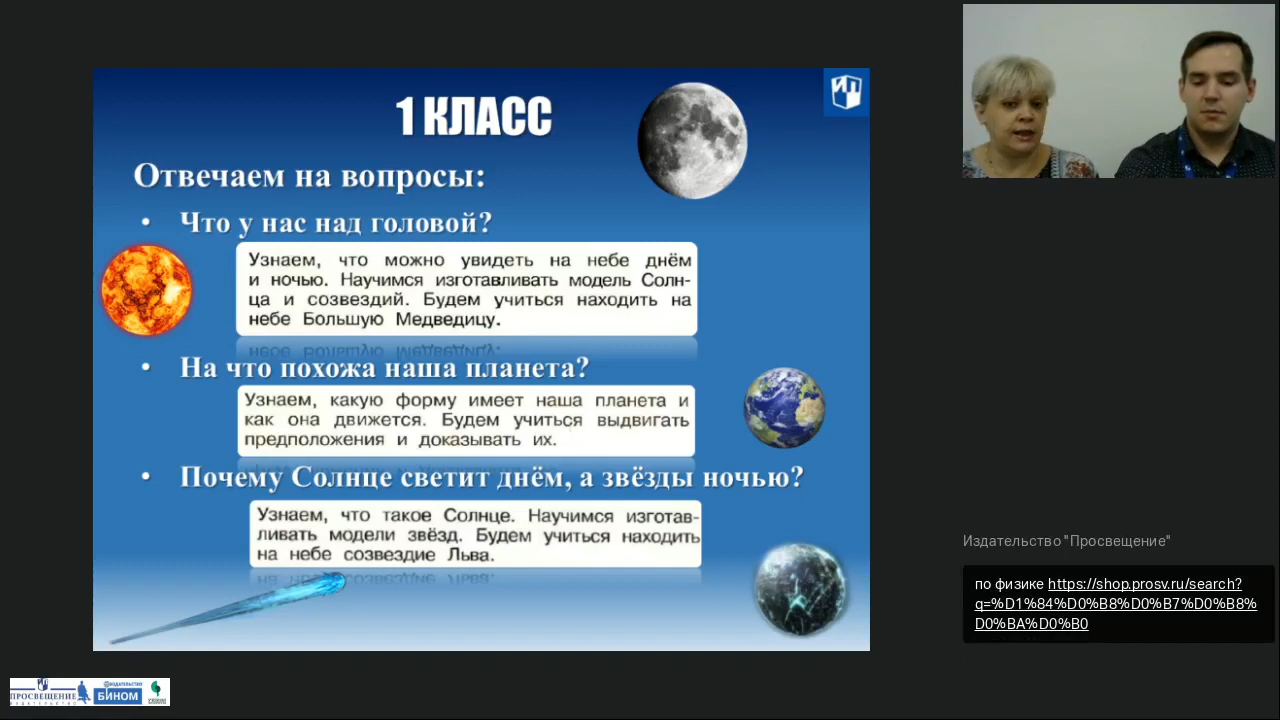 1 КЛАСС
Отвечаем на вопросы:
• Что у нас над головой?
Узнаем, что можно увидеть на небе днём
и ночью. Научимся изготавливать модель Солн-
ца и созвездий. Будем учиться находить на
небе Большую Медведицу.
• На что похожа наша планета?
Узнаем, какую форму имеет наша планета и
как она движется. Будем учиться выдвигать
предположения и доказывать их.
• Почему Солнце светит днём, а звёзды ночью?
Узнаем, что такое Солнце. Научимся изготав-
ливать модели звёзд. Будем учиться находить
на небе созвездие Льва.
Издательство "Просвещение"
по физике https://shop.prosv.ru/search?
q=%D1%84%D0%B8%D0%B7%D0%B8%
D0%BA%D0%B0
ПРОСВЕЩЕНИЕ
ИЗДАТЕЛЬСТВО
БИНОМ